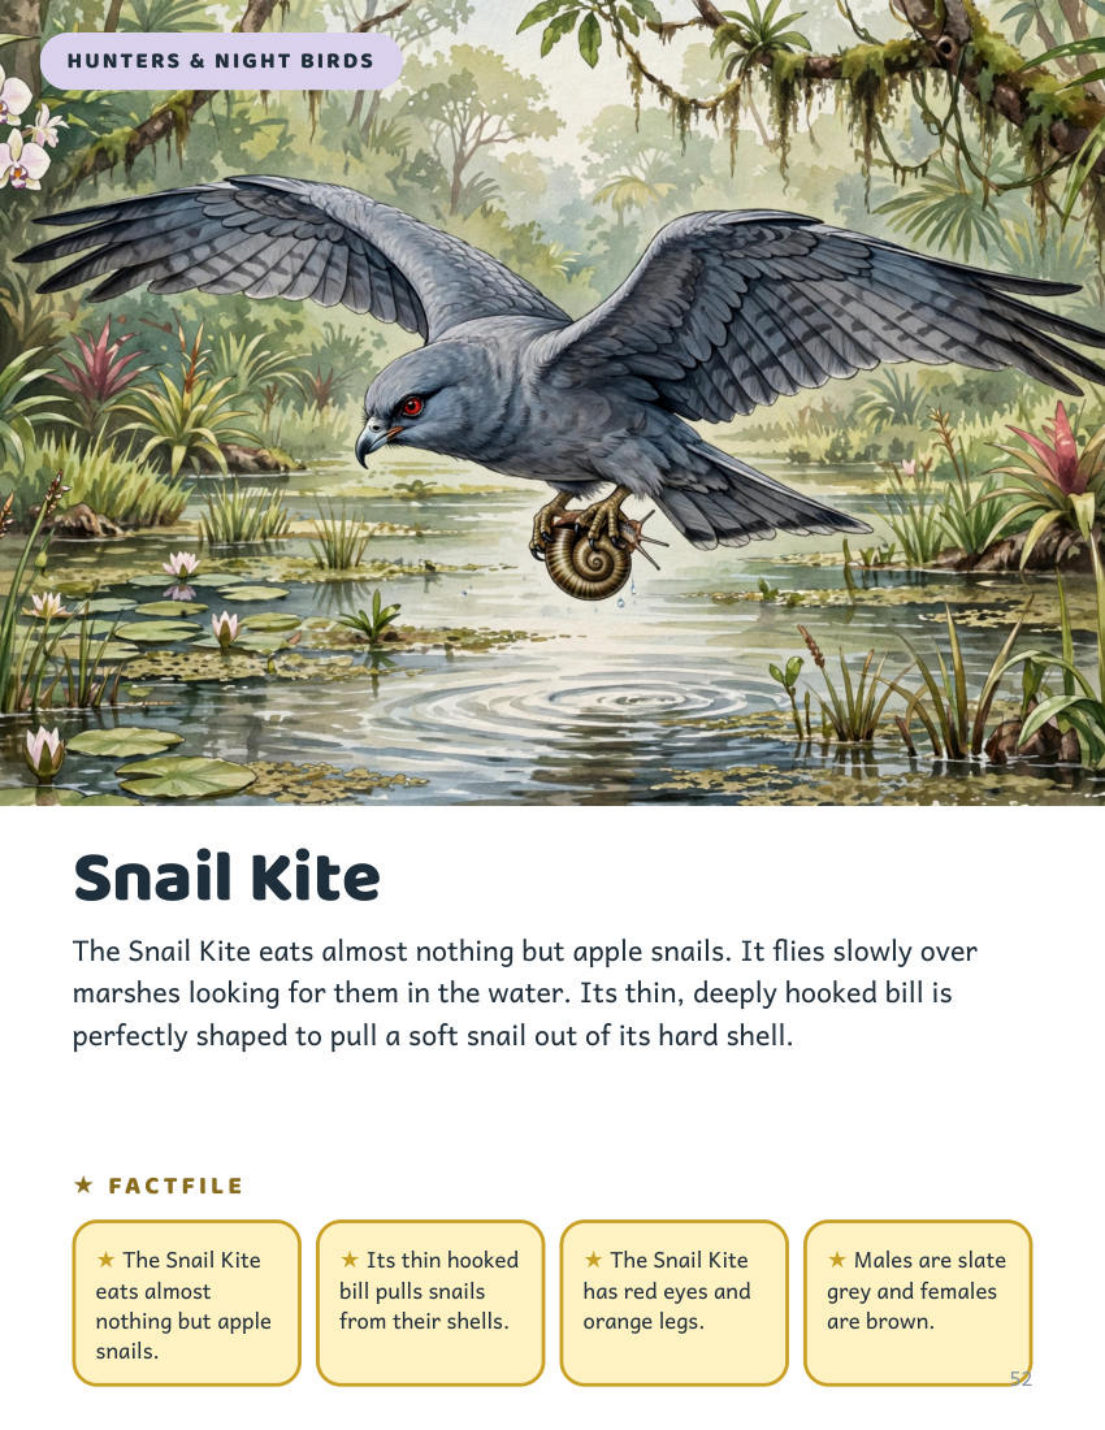 HUNTERS & NIGHT BIRDS
Snail Kite
The Snail Kite eats almost nothing but apple snails. It flies slowly over
marshes looking for them in the water. Its thin, deeply hooked bill is
perfectly shaped to pull a soft snail out of its hard shell.
★ FACTFILE
★ The Snail Kite
eats almost
nothing but apple
snails.
★ Its thin hooked
bill pulls snails
from their shells.
★ The Snail Kite
has red eyes and
orange legs.
★ Males are slate
grey and females
are brown.
52